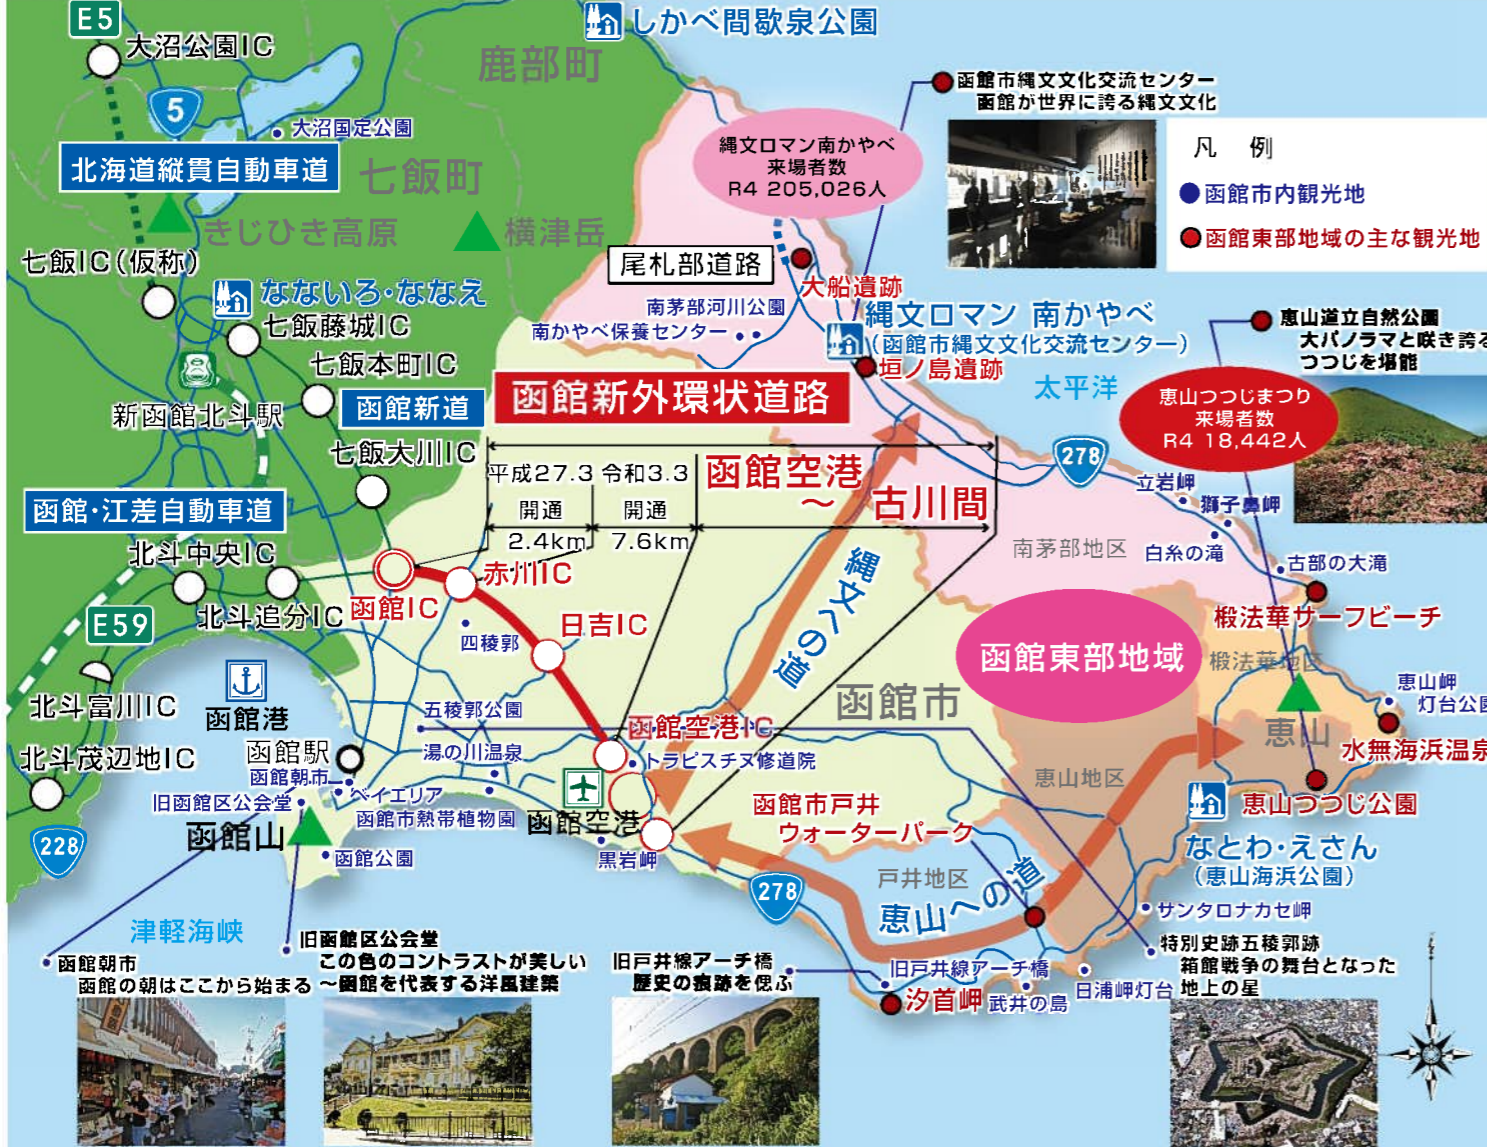 E5
大沼公園IC
5
大沼国定公園
しかべ間歇泉公園
鹿部町
函館市縄文文化交流センター
函館が世界に誇る縄文文化
凡 例
函館市内観光地
函館東部地域の主な観光地
縄文ロマン南かやべ
来場者数
R4 205,026人
北海道縦貫自動車道
七飯町
きじひき高原
横津岳
七飯IC(仮称)
なないろ・ななえ
七飯藤城IC
七飯本町IC
新函館北斗駅
函館新道
七飯大川IC
尾札部道路
大船遺跡
南茅部河川公園
南かやべ保養センター
縄文ロマン 南かやべ
(函館市縄文文化交流センター)
垣ノ島遺跡
太平洋
恵山道立自然公園
大パノラマと咲き誇る
つつじを堪能
恵山つつじまつり
来場者数
R4 18,442人
函館新外環状道路
平成27.3
開通
2.4km
令和3.3
開通
7.6km
函館空港
～
古川間
278
立岩岬
獅子鼻岬
白糸の滝
古部の大滝
南茅部地区
椴法華サーフビーチ
椴法華地区
函館・江差自動車道
北斗中央IC
北斗追分IC
E59
函館IC
赤川IC
日吉IC
四稜郭
縄文への道
函館東部地域
函館市
恵山
恵山岬
灯台公園
水無海浜温泉
恵山つつじ公園
なとわ・えさん
(恵山海浜公園)
恵山地区
北斗富川IC
北斗茂辺地IC
228
函館港
函館駅
函館朝市
ベイエリア
旧函館区公会堂
函館山
函館公園
五稜郭公園
湯の川温泉
函館市熱帯植物園
函館空港IC
トラピスチヌ修道院
函館空港
黒岩岬
函館市戸井
ウォーターパーク
戸井地区
恵山への道
278
サンタロナカセ岬
旧戸井線アーチ橋
汐首岬
武井の島
日浦岬灯台
津軽海峡
函館朝市
函館の朝はここから始まる
旧函館区公会堂
この色のコントラストが美しい
～函館を代表する洋風建築
旧戸井線アーチ橋
歴史の痕跡を偲ぶ
特別史跡五稜郭跡
箱館戦争の舞台となった
地上の星